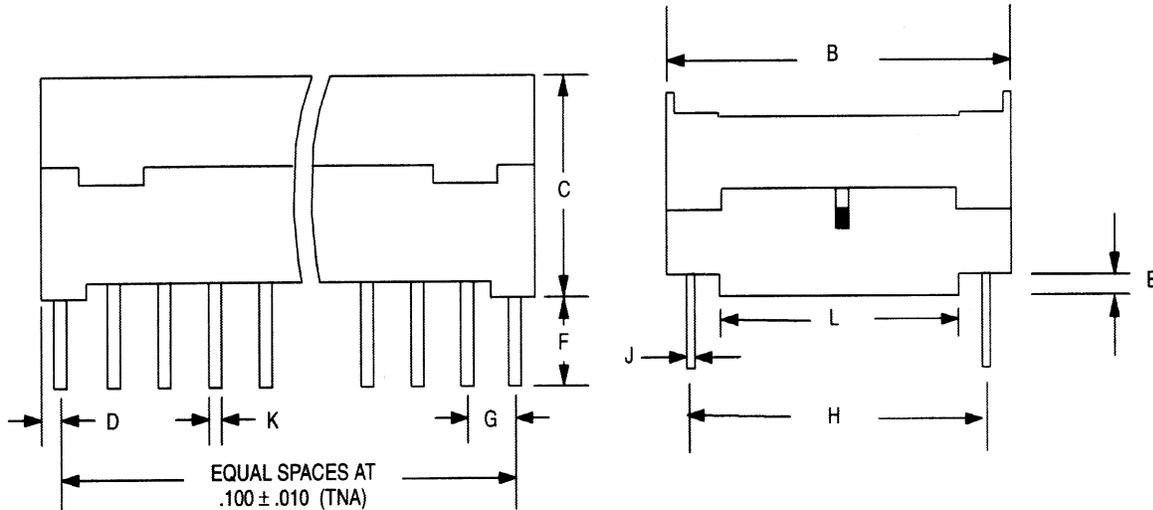 B
C
E
L
F
J
D
K
G
H
EQUAL SPACES AT
.100 ± .010 (TNA)